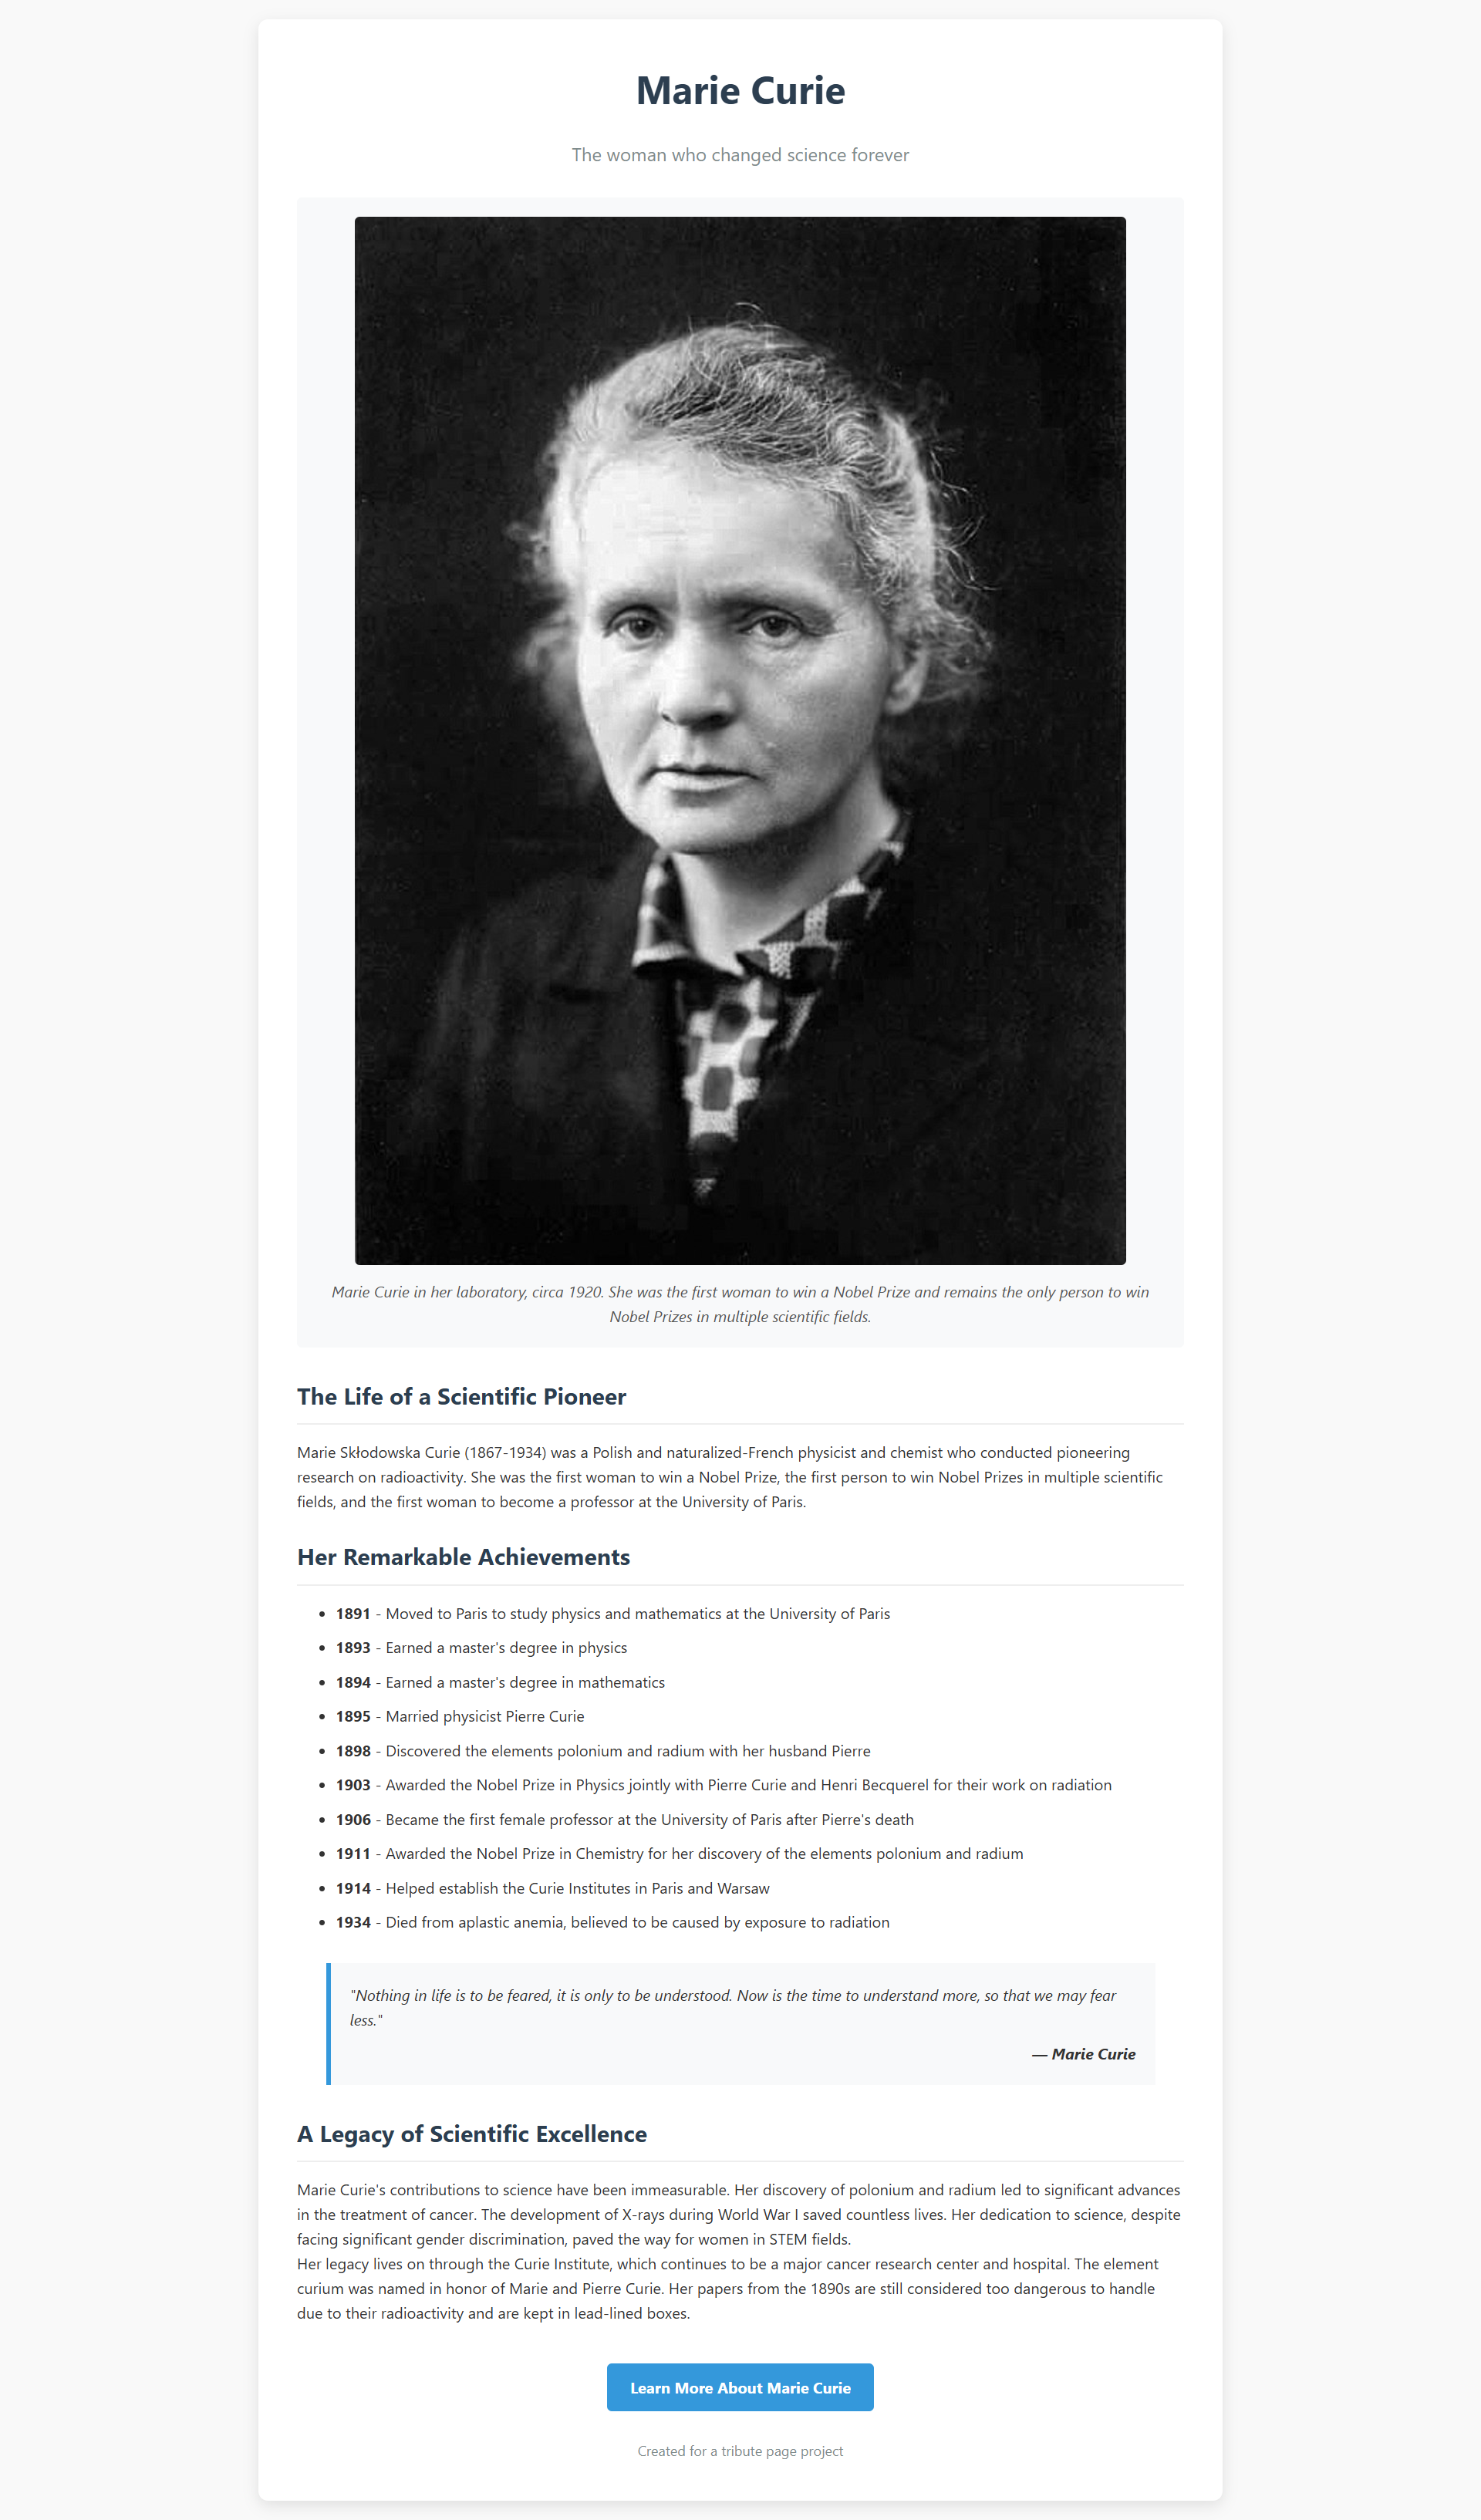 Marie Curie
The woman who changed science forever
Marie Curie in her laboratory, circa 1920. She was the first woman to win a Nobel Prize and remains the only person to win
Nobel Prizes in multiple scientific fields.
The Life of a Scientific Pioneer
Marie Skłodowska Curie (1867-1934) was a Polish and naturalized-French physicist and chemist who conducted pioneering
research on radioactivity. She was the first woman to win a Nobel Prize, the first person to win Nobel Prizes in multiple scientific
fields, and the first woman to become a professor at the University of Paris.
Her Remarkable Achievements
• 1891 - Moved to Paris to study physics and mathematics at the University of Paris
• 1893 - Earned a master's degree in physics
• 1894 - Earned a master's degree in mathematics
• 1895 - Married physicist Pierre Curie
• 1898 - Discovered the elements polonium and radium with her husband Pierre
• 1903 - Awarded the Nobel Prize in Physics jointly with Pierre Curie and Henri Becquerel for their work on radiation
• 1906 - Became the first female professor at the University of Paris after Pierre's death
• 1911 - Awarded the Nobel Prize in Chemistry for her discovery of the elements polonium and radium
• 1914 - Helped establish the Curie Institutes in Paris and Warsaw
• 1934 - Died from aplastic anemia, believed to be caused by exposure to radiation
"Nothing in life is to be feared, it is only to be understood. Now is the time to understand more, so that we may fear
less."
— Marie Curie
A Legacy of Scientific Excellence
Marie Curie's contributions to science have been immeasurable. Her discovery of polonium and radium led to significant advances
in the treatment of cancer. The development of X-rays during World War I saved countless lives. Her dedication to science, despite
facing significant gender discrimination, paved the way for women in STEM fields.
Her legacy lives on through the Curie Institute, which continues to be a major cancer research center and hospital. The element
curium was named in honor of Marie and Pierre Curie. Her papers from the 1890s are still considered too dangerous to handle
due to their radioactivity and are kept in lead-lined boxes.
Learn More About Marie Curie
Created for a tribute page project